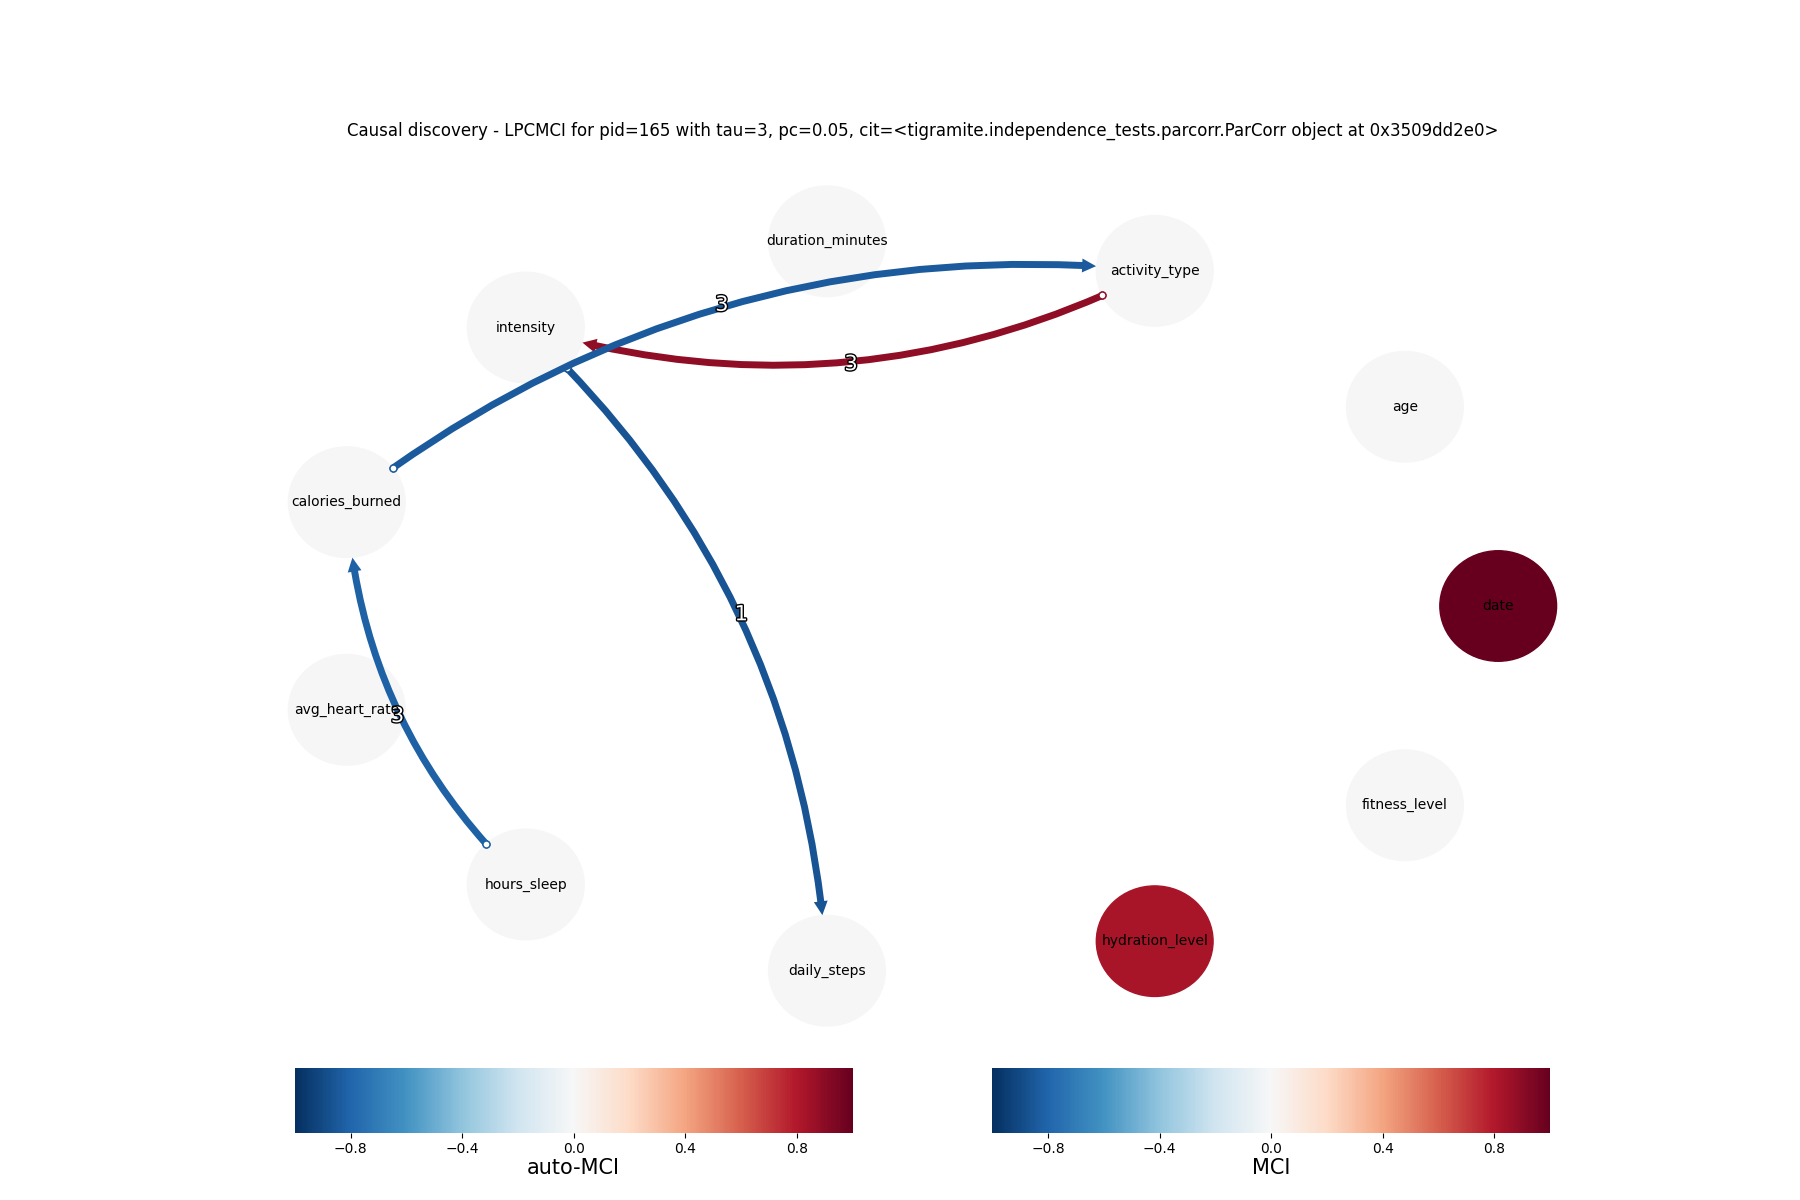 Causal discovery - LPCMCI for pid=165 with tau=3, pc=0.05, cit=<tigramite.independence_tests.parcorr.ParCorr object at 0x3509dd2e0>
duration_minutes
activity_type
3
intensity
3
age
calories_burned
date
1
avg_heart_rate
3
fitness_level
hours_sleep
hydration_level
daily_steps
−0.8 −0.4 0.0 0.4 0.8
auto-MCI
−0.8 −0.4 0.0 0.4 0.8
MCI